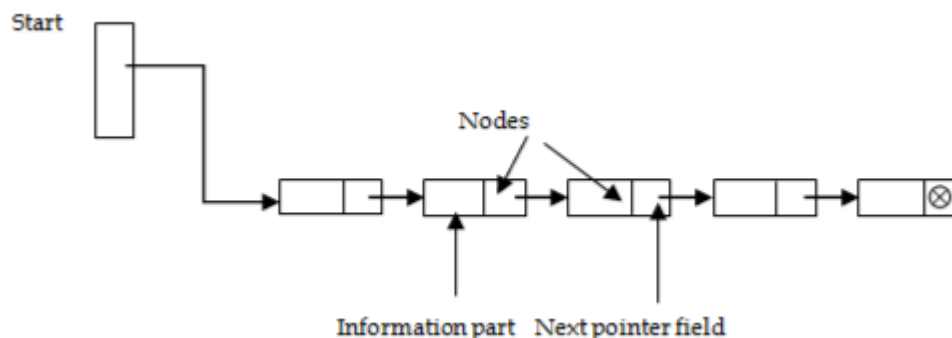 Start
Nodes
Information part
Next pointer field